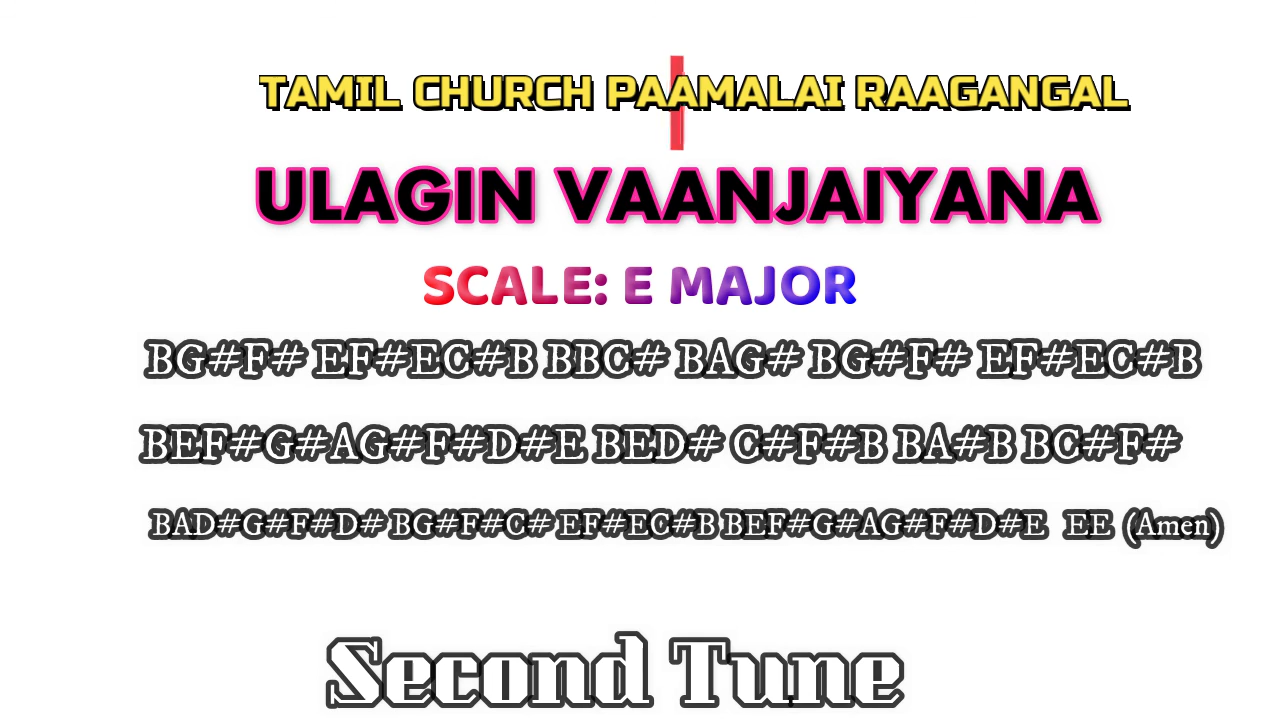 TAMIL CHURCH PAAMALAI RAAGANGAL
ULAGIN VAANJAIYANA
SCALE: E MAJOR
BG#F# EF#EC#B BBC# BAG# BG#F# EF#EC#B
BEF#G#AG#F#D#E BED# C#F#B BA#B BC#F#
BAD#G#F#D# BG#F#C# EF#EC#B BEF#G#AG#F#D#E EE (Amen)
Second Tune